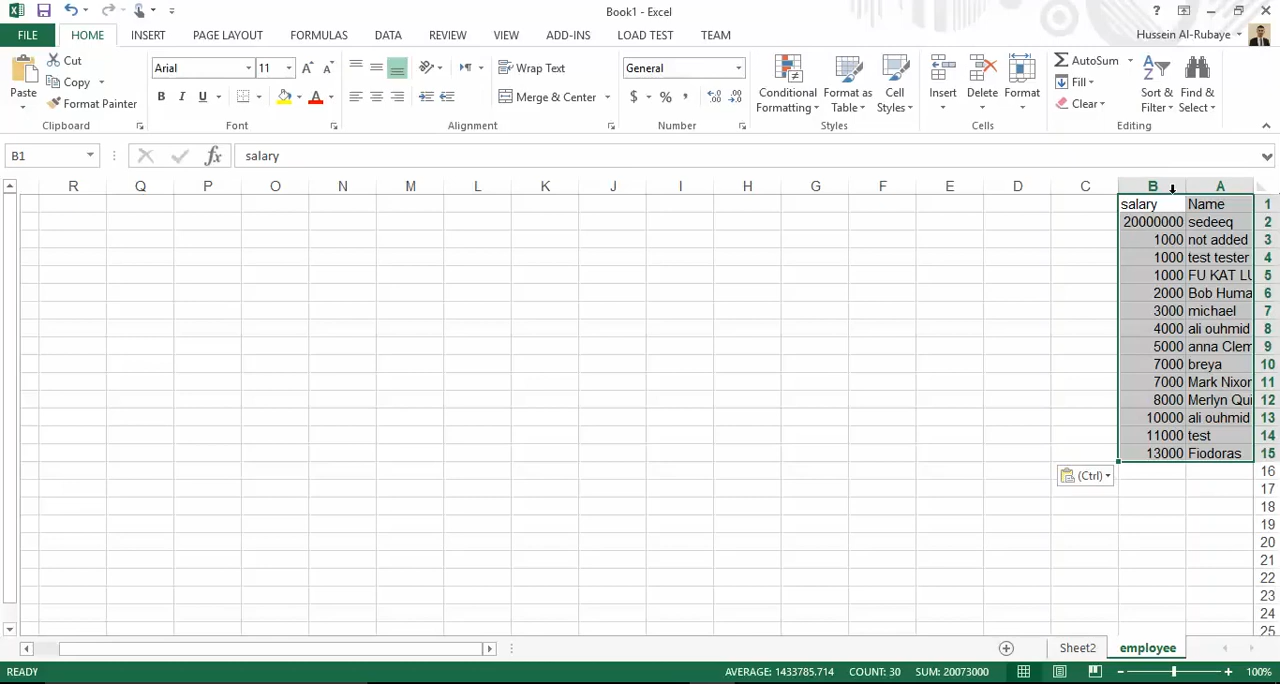 Book1 - Excel
FILE HOME INSERT PAGE LAYOUT FORMULAS DATA REVIEW VIEW ADD-INS LOAD TEST TEAM
Hussein Al-Rubaye
Paste
Cut
Copy
Format Painter
Clipboard
Arial 11
B I U
Font
Wrap Text
Merge & Center
Alignment
General
$ % ,
Number
Conditional Formatting
Format as Table
Cell Styles
Styles
Insert
Delete
Format
Cells
AutoSum
Fill
Clear
Sort & Filter
Find & Select
Editing
B1
fx
salary
R Q P O N M L K J I H G F E D C B A
salary Name 1
20000000 sedeeq 2
1000 not added 3
1000 test tester 4
1000 FU KAT LU 5
2000 Bob Huma 6
3000 michael 7
4000 ali ouhmid 8
5000 anna Clem 9
7000 breya 10
7000 Mark Nixor 11
8000 Merlyn Qui 12
10000 ali ouhmid 13
11000 test 14
13000 Fiodoras 15
(Ctrl)
16
17
18
19
20
21
22
23
24
25
Sheet2 employee
READY AVERAGE: 1433785.714 COUNT: 30 SUM: 20073000 100%